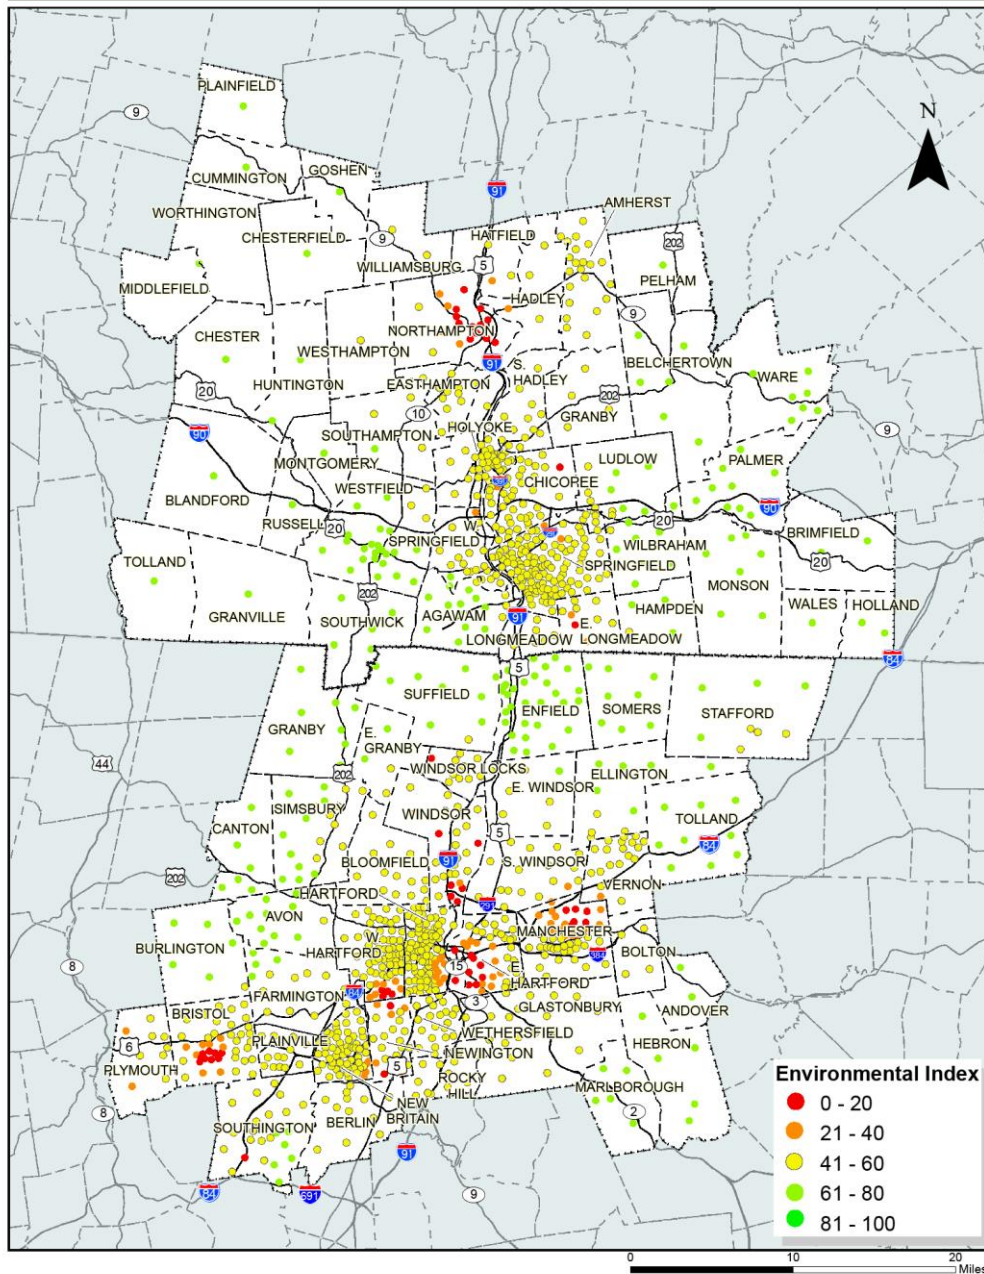 PLAINFIELD
9
CUMMINGTON
GOSHEN
WORTHINGTON
91
AMHERST
N
CHESTERFIELD
9
HATFIELD
202
WILLIAMSBURG
5
PELHAM
MIDDLEFIELD
HADLEY
9
CHESTER
NORTHAMPTON
WESTHAMPTON
91
S.
HADLEY
BELCHERTOWN
WARE
HUNTINGTON
EASTHAMPTON
20
10
202
GRANBY
90
SOUTHAMPTON
HOLYOKE
9
MONTGOMERY
LUDLOW
PALMER
WESTFIELD
CHICOREE
BLANDFORD
90
RUSSELL
20
W.
SPRINGFIELD
20
BRIMFIELD
WILBRAHAM
TOLLAND
SPRINGFIELD
20
MONSON
202
WALES
HOLLAND
GRANVILLE
SOUTHWICK
AGAWAM
91
HAMPDEN
E.
LONGMEADOW
LONGMEADOW
84
5
SUFFIELD
ENFIELD
SOMERS
STAFFORD
GRANBY
E.
GRANBY
44
202
WINDSOR LOCKS
ELLINGTON
E. WINDSOR
SIMSBURY
WINDSOR
TOLLAND
CANTON
5
84
BLOOMFIELD
91
S. WINDSOR
202
HARTFORD
291
VERNON
AVON
MANCHESTER
BURLINGTON
W.
HARTFORD
384
BOLTON
8
15
E.
HARTFORD
FARMINGTON
84
3
GLASTONBURY
ANDOVER
BRISTOL
WETHERSFIELD
6
PLAINVILLE
HEBRON
PLYMOUTH
NEWINGTON
5
ROCKY
HILL
MARLBOROUGH
8
NEW
BRITAIN
2
SOUTHINGTON
BERLIN
91
84
691
9
Environmental Index
0 - 20
21 - 40
41 - 60
61 - 80
81 - 100
0 10 20
Miles